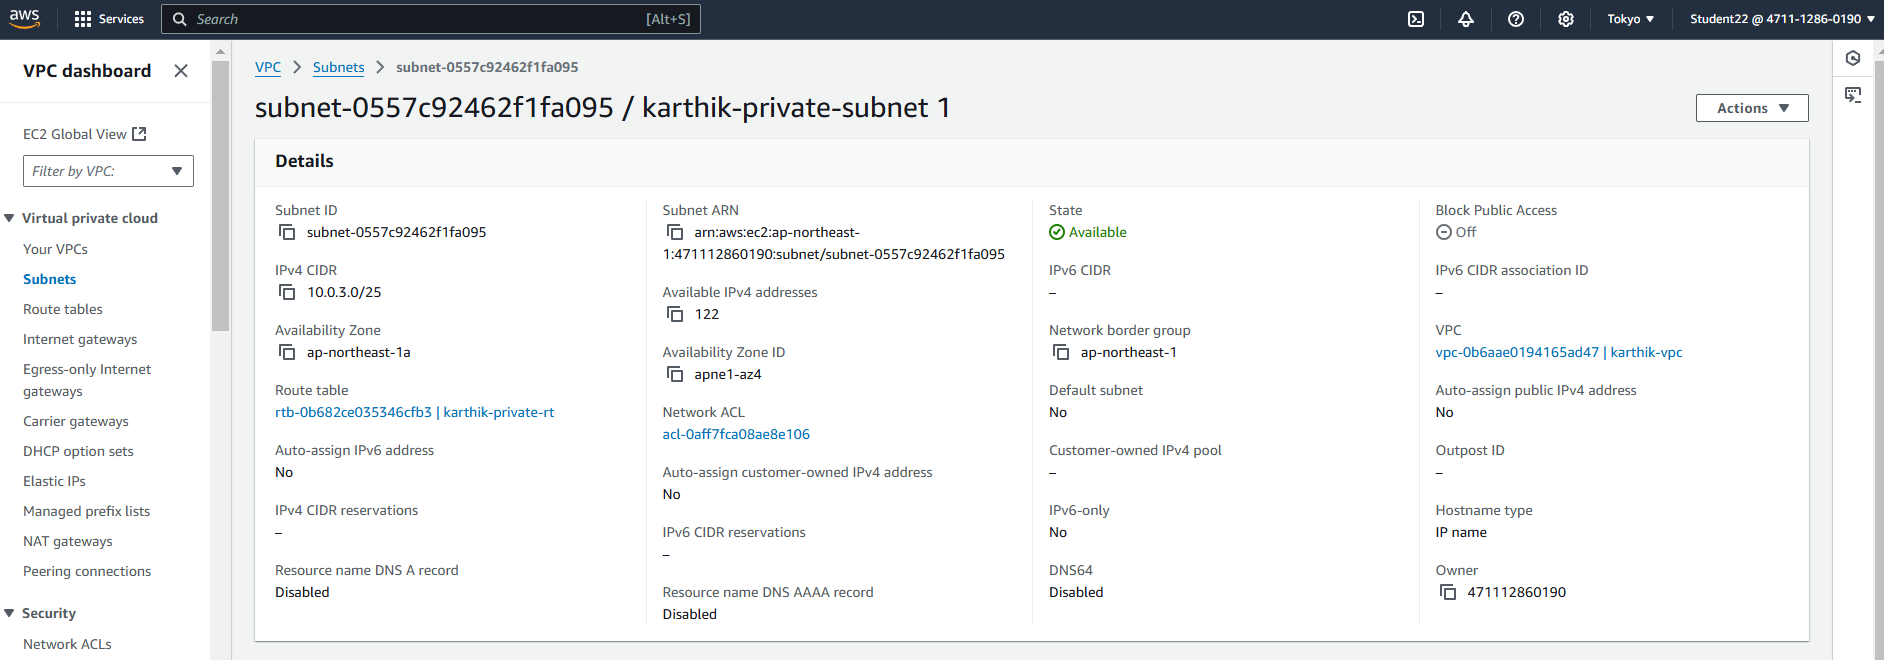 aws
Services
Search
[Alt+S]
Tokyo ▼
Student22 @ 4711-1286-0190 ▼
VPC dashboard
EC2 Global View
Filter by VPC:
Virtual private cloud
Your VPCs
Subnets
Route tables
Internet gateways
Egress-only Internet
gateways
Carrier gateways
DHCP option sets
Elastic IPs
Managed prefix lists
NAT gateways
Peering connections
Security
Network ACLs
VPC > Subnets > subnet-0557c92462f1fa095
subnet-0557c92462f1fa095 / karthik-private-subnet 1
Actions
Details
Subnet ID
subnet-0557c92462f1fa095
IPv4 CIDR
10.0.3.0/25
Availability Zone
ap-northeast-1a
Route table
rtb-0b682ce035346cfb3 | karthik-private-rt
Auto-assign IPv6 address
No
IPv4 CIDR reservations
–
Resource name DNS A record
Disabled
Subnet ARN
arn:aws:ec2:ap-northeast-
1:471112860190:subnet/subnet-0557c92462f1fa095
Available IPv4 addresses
122
Availability Zone ID
apne1-az4
Network ACL
acl-0aff7fca08ae8e106
Auto-assign customer-owned IPv4 address
No
IPv6 CIDR reservations
–
Resource name DNS AAAA record
Disabled
State
Available
IPv6 CIDR
–
Network border group
ap-northeast-1
Default subnet
No
Customer-owned IPv4 pool
–
IPv6-only
No
DNS64
Disabled
Block Public Access
Off
IPv6 CIDR association ID
–
VPC
vpc-0b6aae0194165ad47 | karthik-vpc
Auto-assign public IPv4 address
No
Outpost ID
–
Hostname type
IP name
Owner
471112860190